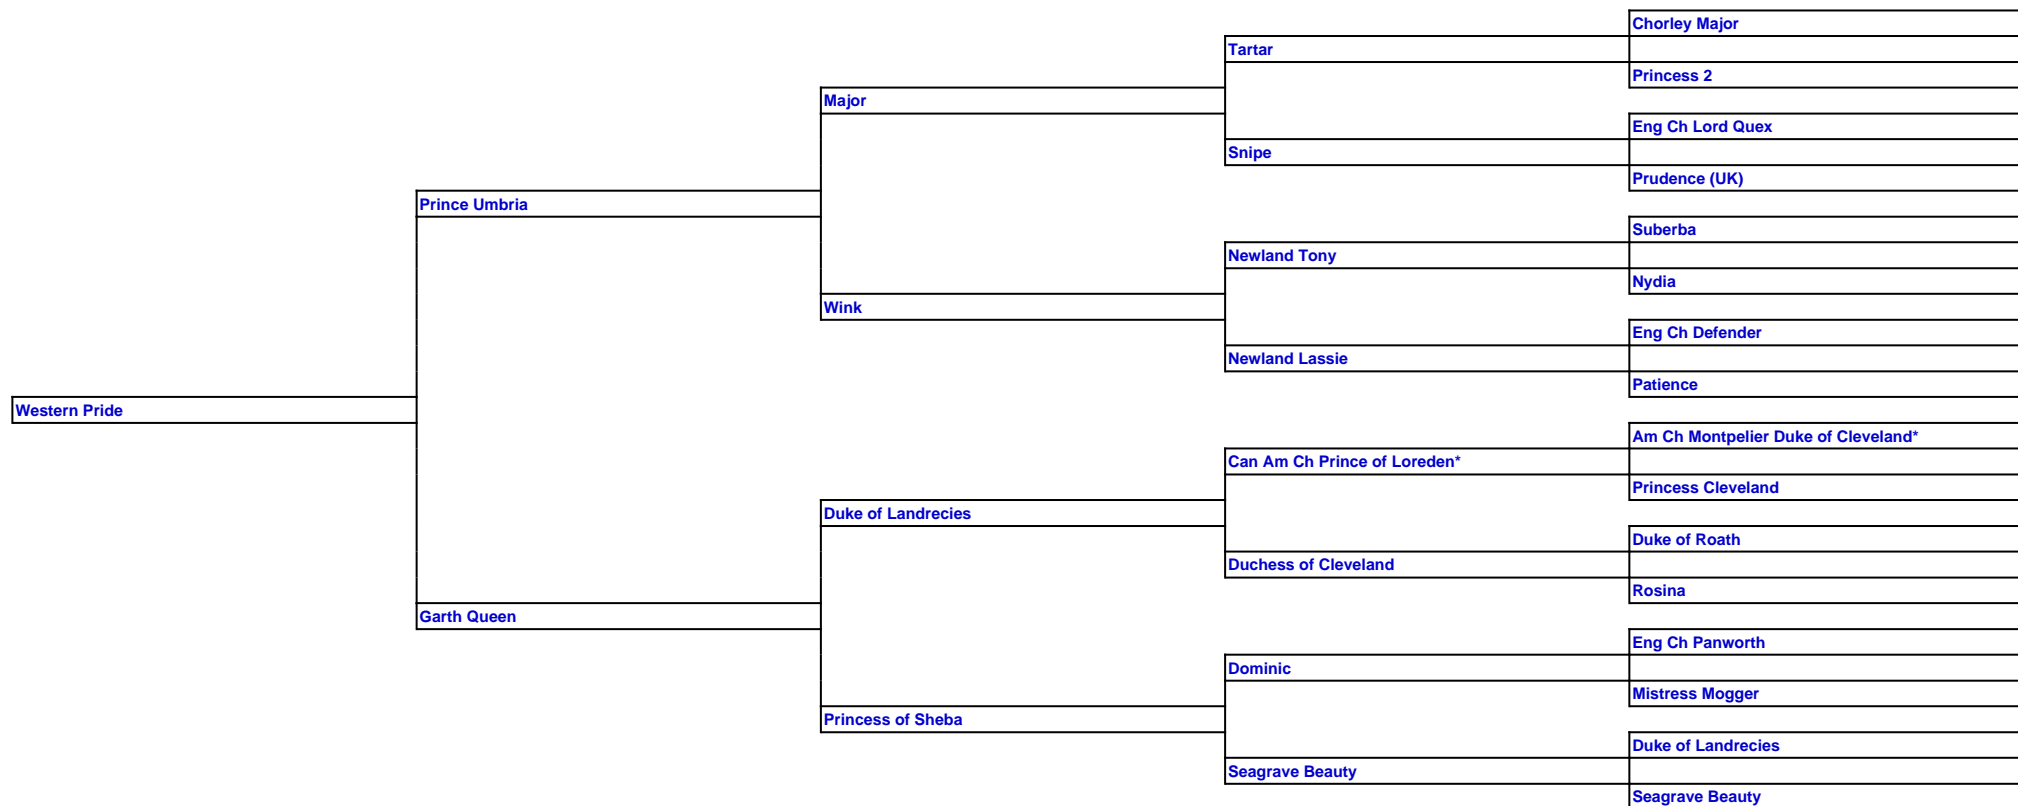 Chorley Major
Tartar
Princess 2
Major
Eng Ch Lord Quex
Snipe
Prudence (UK)
Prince Umbria
Suberba
Newland Tony
Nydia
Wink
Eng Ch Defender
Newland Lassie
Patience
Western Pride
Am Ch Montpelier Duke of Cleveland*
Can Am Ch Prince of Loreden*
Princess Cleveland
Duke of Landrecies
Duke of Roath
Duchess of Cleveland
Rosina
Garth Queen
Eng Ch Panworth
Dominic
Mistress Mogger
Princess of Sheba
Duke of Landrecies
Seagrave Beauty
Seagrave Beauty